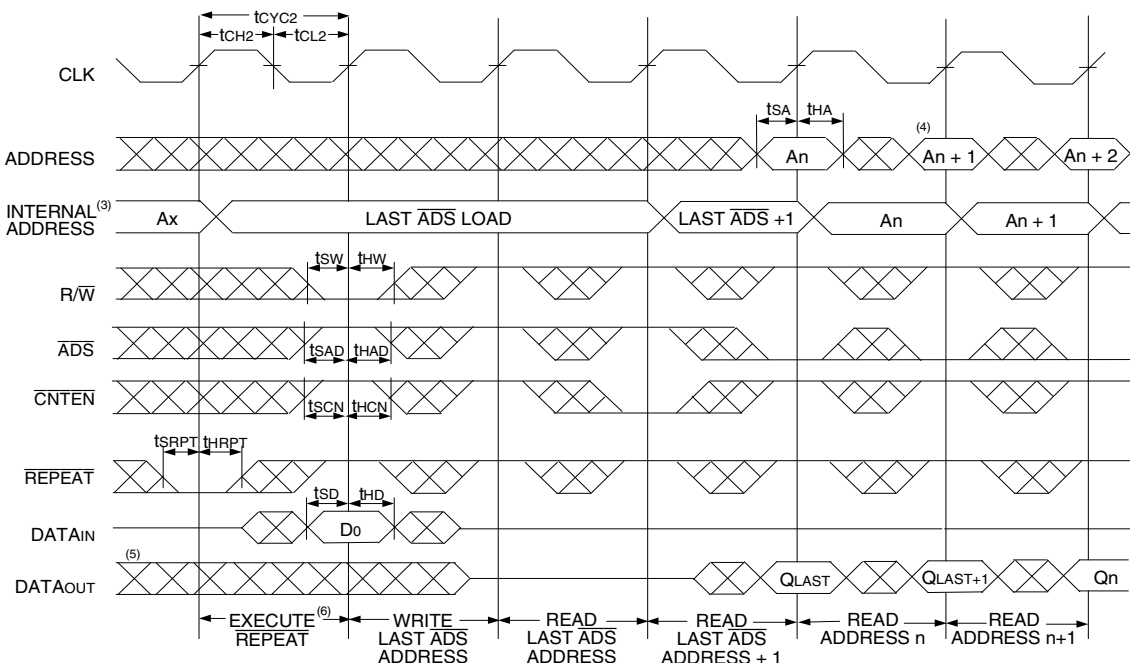 tCYC2
tCH2 tCL2
CLK
tSA tHA
ADDRESS An (4) An + 1 An + 2
INTERNAL (3)
ADDRESS
Ax LAST ADS LOAD LAST ADS +1 An An + 1
tSW tHW
R/W
ADS
tSAD tHAD
CNTEN
tSCN tHCN
tSRPT tHRPT
REPEAT
tSD tHD
DATAIN D0
(5)
DATAOUT QLAST QLAST+1 Qn
EXECUTE (6)
REPEAT
WRITE
LAST ADS
ADDRESS
READ
LAST ADS
ADDRESS
READ
LAST ADS
ADDRESS + 1
READ
ADDRESS n
READ
ADDRESS n+1